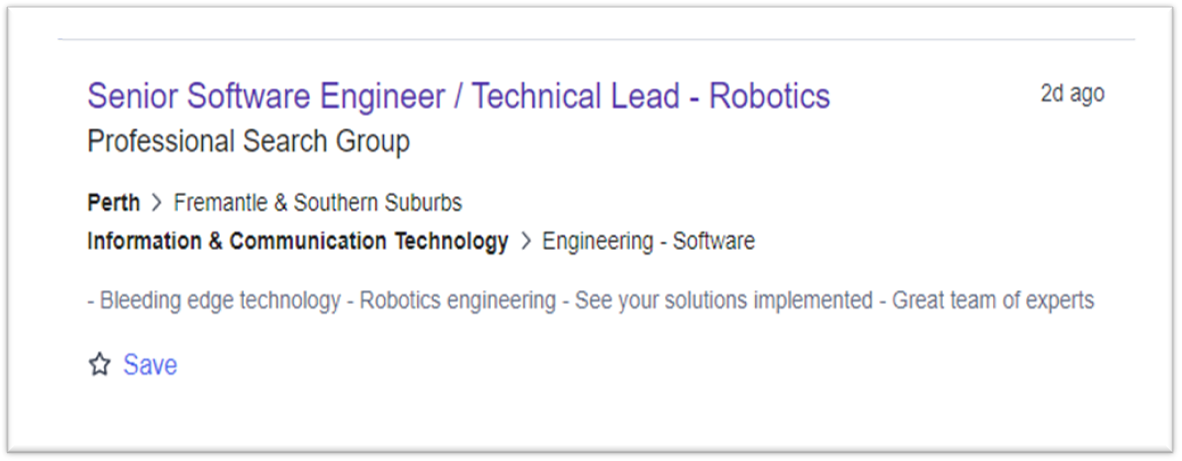 Senior Software Engineer / Technical Lead - Robotics
2d ago
Professional Search Group
Perth > Fremantle & Southern Suburbs
Information & Communication Technology > Engineering - Software
- Bleeding edge technology - Robotics engineering - See your solutions implemented - Great team of experts
Save